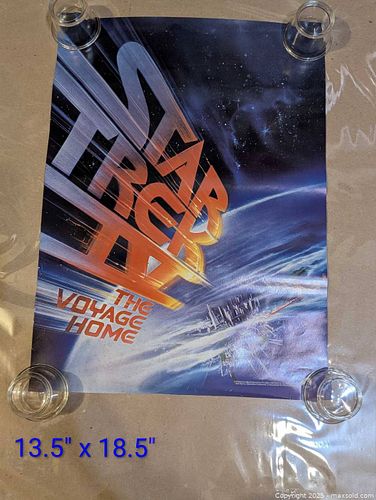 STAR
TREK
IV
THE
VOYAGE
HOME
13.5" x 18.5"
Copyright 2025 - maxsold.com